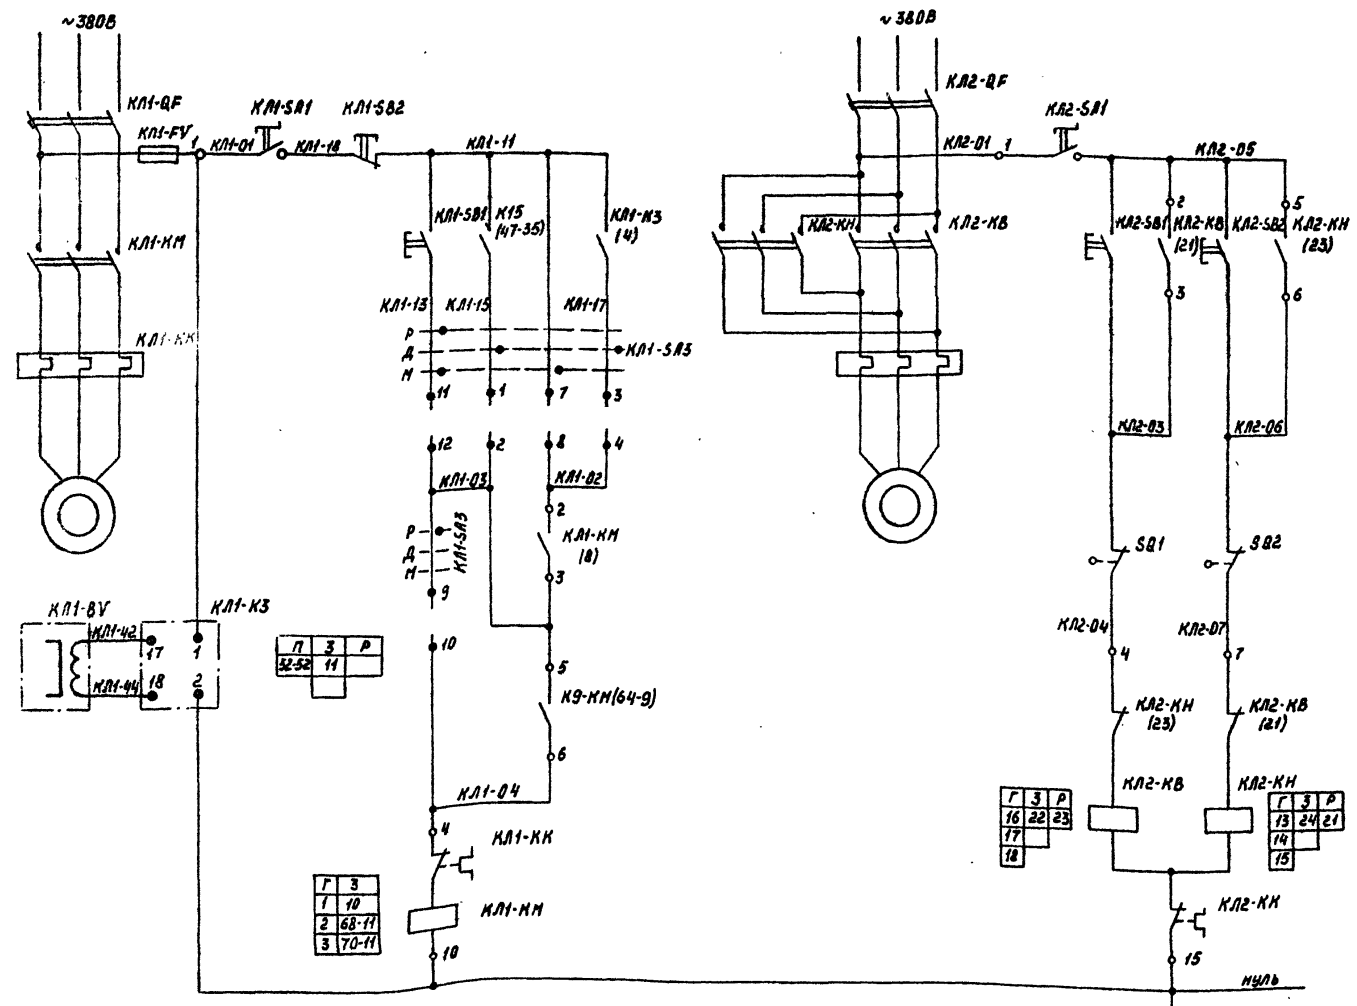 ~380В
КЛ1-QF
КЛ1-FV
1
КЛ1-01
КЛ1-SA1
КЛ1-18
КЛ1-SB2
КЛ1-11
КЛ1-КМ
КЛ1-КК
КЛ1-SB1
К15
(47-35)
КЛ1-К3
(4)
КЛ1-13
КЛ1-15
КЛ1-17
Р
Д
М
КЛ1-SA3
11
1
7
3
12
2
8
4
КЛ1-03
КЛ1-02
Р
Д
М
КЛ1-SA3
2
КЛ1-КМ
(8)
3
9
10
5
К9-КМ(64-9)
6
КЛ1-BV
КЛ1-42
КЛ1-44
КЛ1-К3
17
18
1
2
П З Р
52-52 11
КЛ1-04
4
КЛ1-КК
КЛ1-КМ
10
Г З
1 10
2 68-11
3 70-11
~380В
КЛ2-QF
КЛ2-01
1
КЛ2-SA1
КЛ2-05
КЛ2-КН
КЛ2-КВ
2
5
КЛ2-SB1
КЛ2-КВ
(21)
КЛ2-SB2
КЛ2-КН
(23)
3
6
КЛ2-03
КЛ2-06
SQ1
SQ2
КЛ2-04
КЛ2-07
4
7
КЛ2-КН
(23)
КЛ2-КВ
(21)
КЛ2-КВ
КЛ2-КН
Г З Р
16 22 23
17
18
Г З Р
13 24 21
14
15
КЛ2-КК
15
нуль